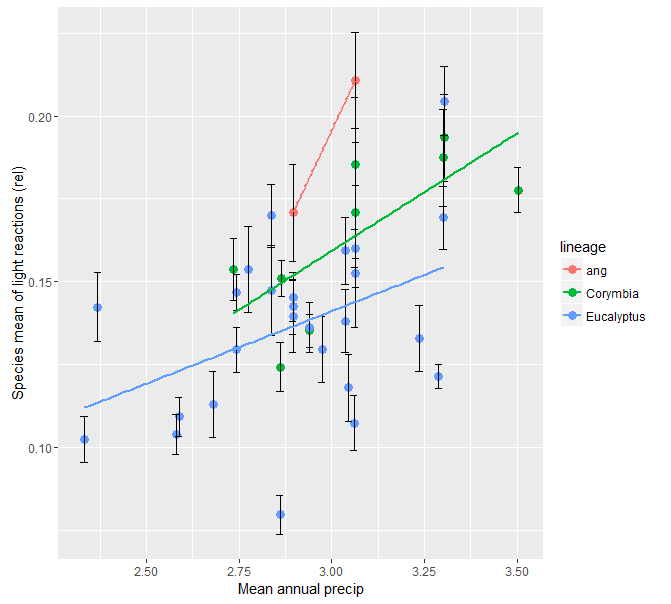 Species mean of light reactions (rel)
0.20
0.15
0.10
2.50 2.75 3.00 3.25 3.50
Mean annual precip
lineage
ang
Corymbia
Eucalyptus